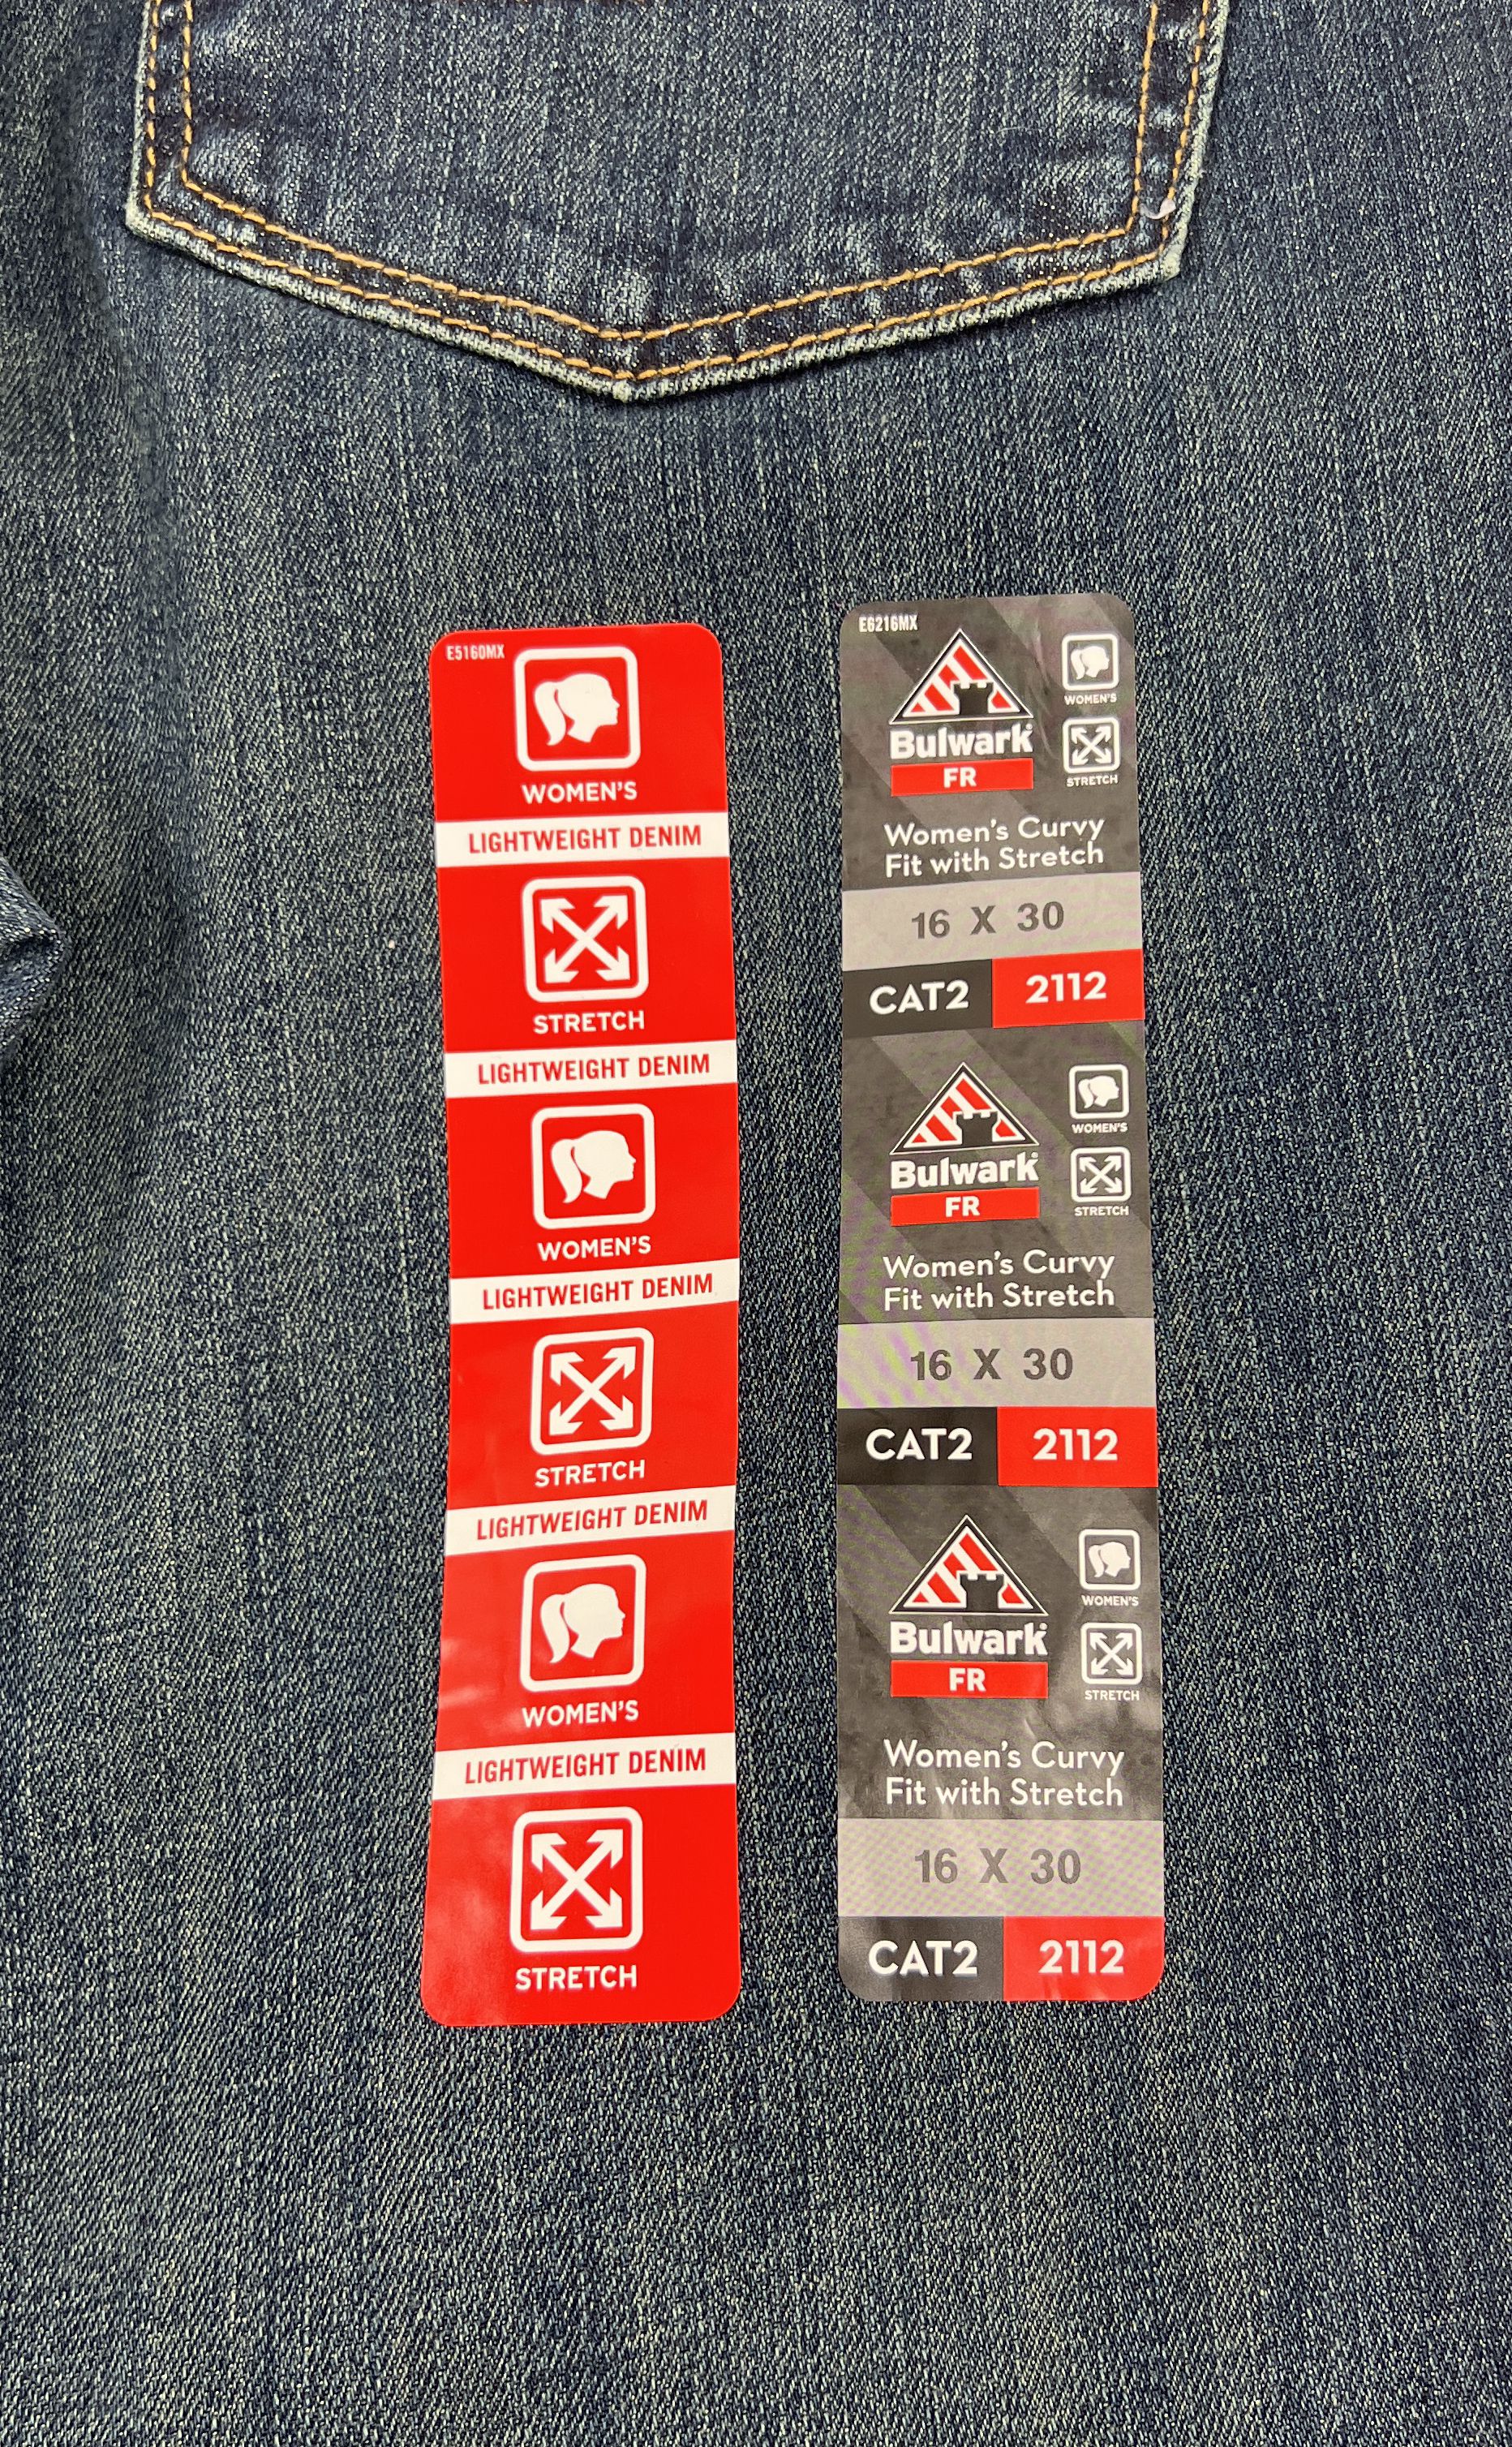 E5160MX
WOMEN'S
LIGHTWEIGHT DENIM
STRETCH
LIGHTWEIGHT DENIM
WOMEN'S
LIGHTWEIGHT DENIM
STRETCH
LIGHTWEIGHT DENIM
WOMEN'S
LIGHTWEIGHT DENIM
STRETCH
E6216MX
Bulwark
FR
WOMEN'S
STRETCH
Women's Curvy
Fit with Stretch
16 X 30
CAT2 2112
Bulwark
FR
WOMEN'S
STRETCH
Women's Curvy
Fit with Stretch
16 X 30
CAT2 2112
Bulwark
FR
WOMEN'S
STRETCH
Women's Curvy
Fit with Stretch
16 X 30
CAT2 2112